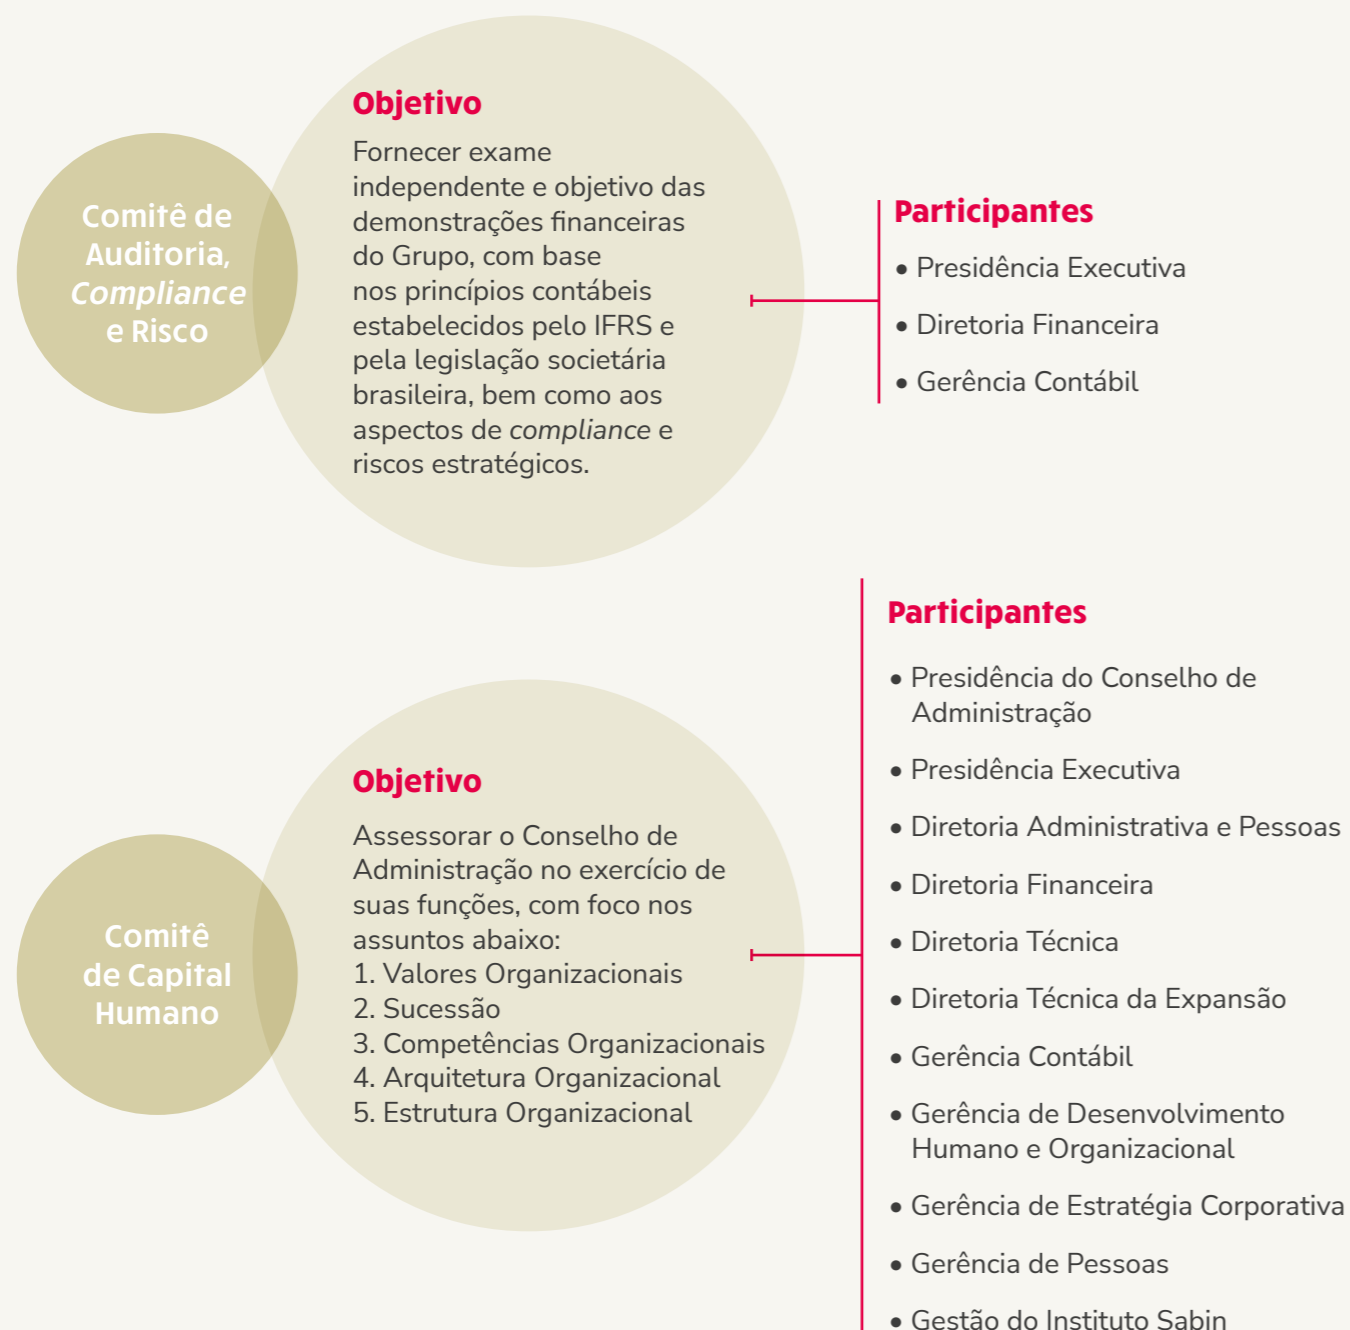 Comitê de
Auditoria,
Compliance
e Risco
Objetivo
Fornecer exame
independente e objetivo das
demonstrações financeiras
do Grupo, com base
nos princípios contábeis
estabelecidos pelo IFRS e
pela legislação societária
brasileira, bem como aos
aspectos de compliance e
riscos estratégicos.
Participantes
• Presidência Executiva
• Diretoria Financeira
• Gerência Contábil
Comitê
de Capital
Humano
Objetivo
Assessorar o Conselho de
Administração no exercício de
suas funções, com foco nos
assuntos abaixo:
1. Valores Organizacionais
2. Sucessão
3. Competências Organizacionais
4. Arquitetura Organizacional
5. Estrutura Organizacional
Participantes
• Presidência do Conselho de
Administração
• Presidência Executiva
• Diretoria Administrativa e Pessoas
• Diretoria Financeira
• Diretoria Técnica
• Diretoria Técnica da Expansão
• Gerência Contábil
• Gerência de Desenvolvimento
Humano e Organizacional
• Gerência de Estratégia Corporativa
• Gerência de Pessoas
• Gestão do Instituto Sabin